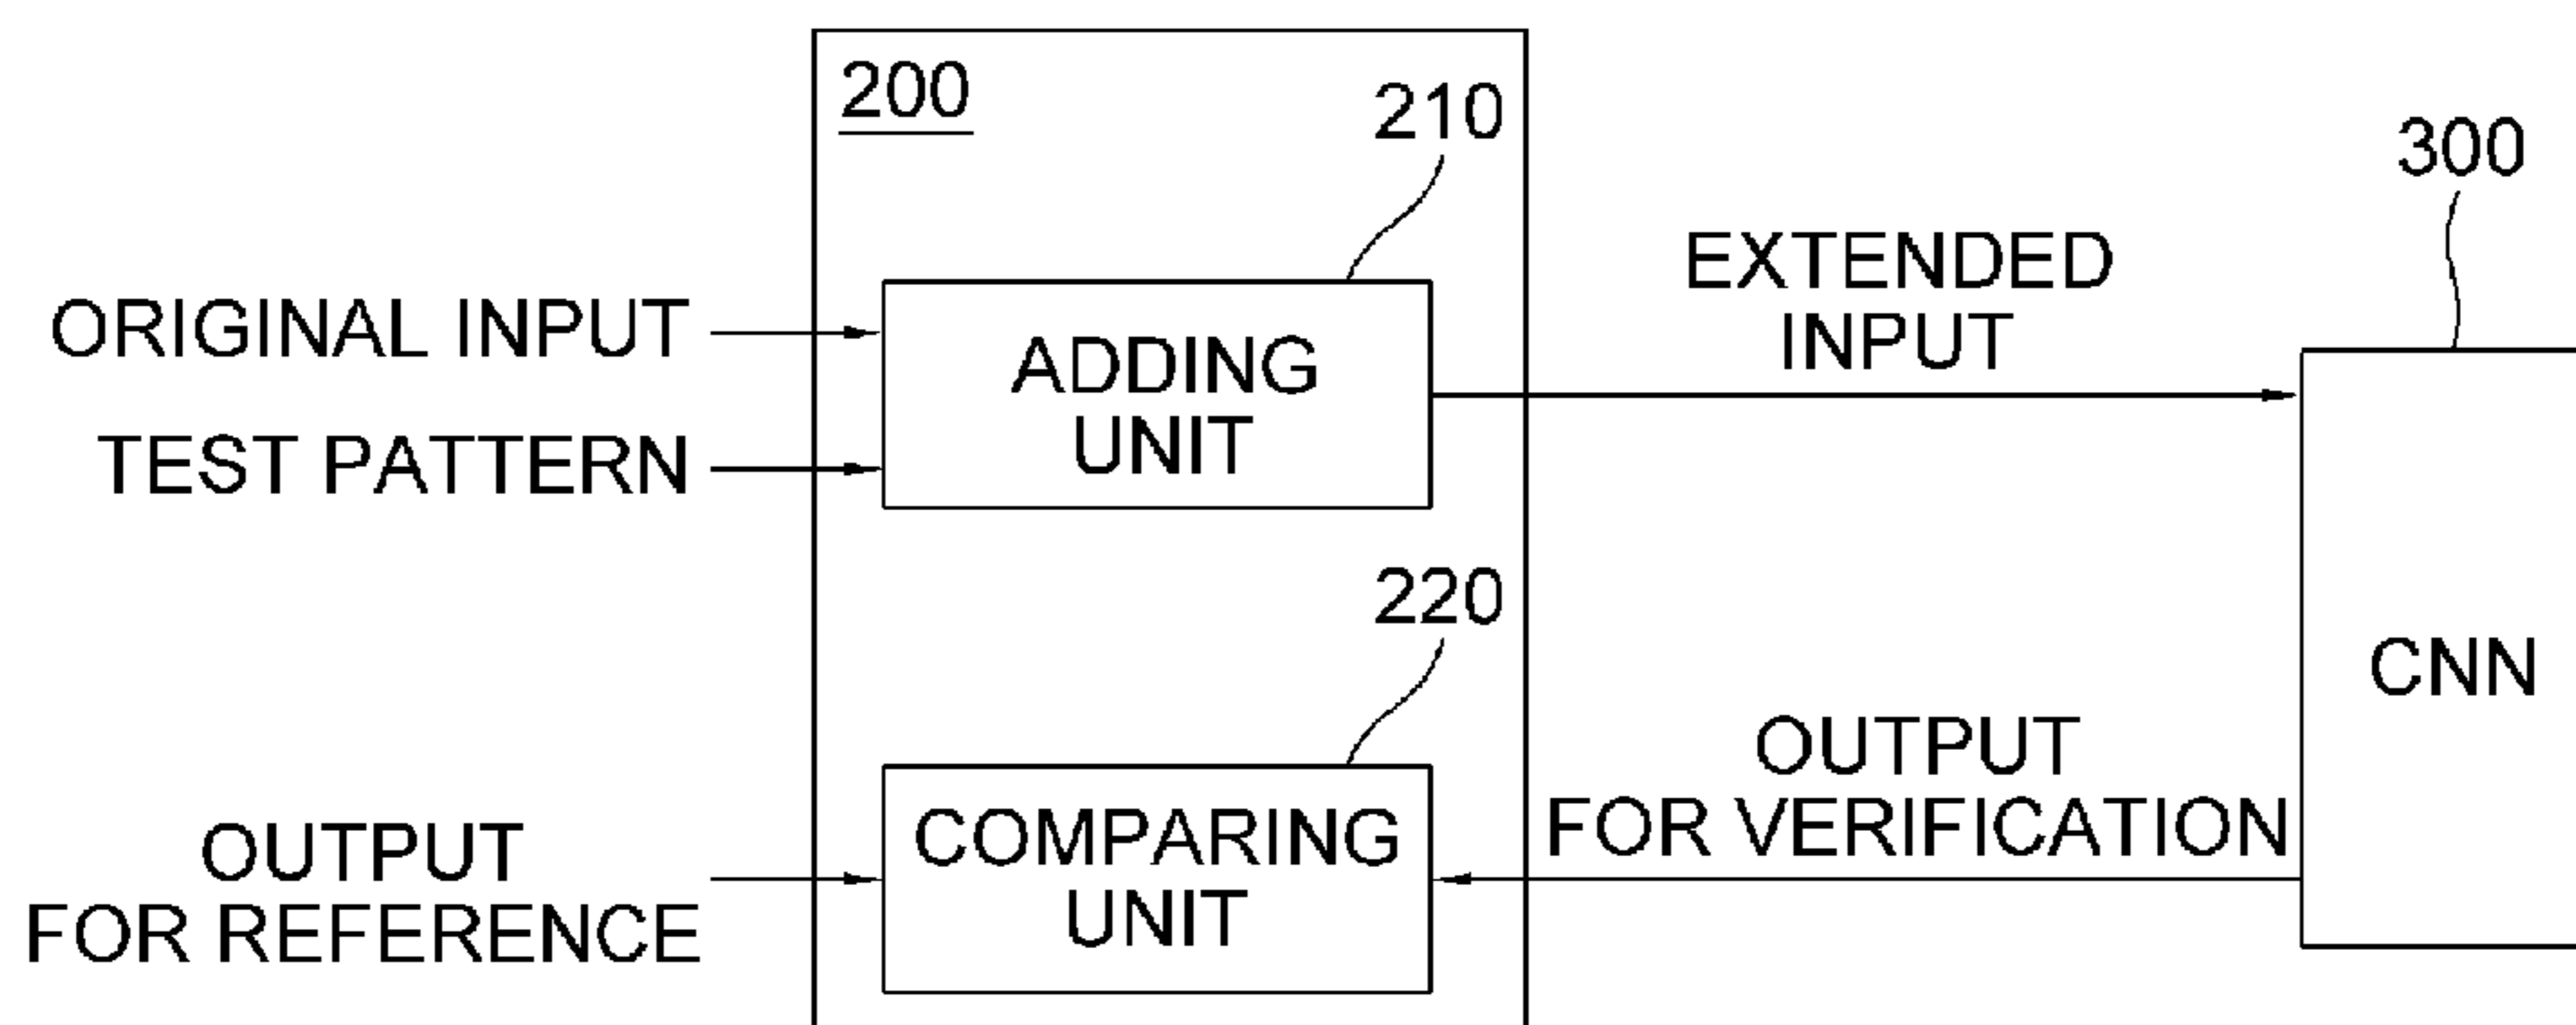 200
210
300
ORIGINAL INPUT
TEST PATTERN
ADDING
UNIT
EXTENDED
INPUT
220
CNN
OUTPUT
FOR REFERENCE
COMPARING
UNIT
OUTPUT
FOR VERIFICATION